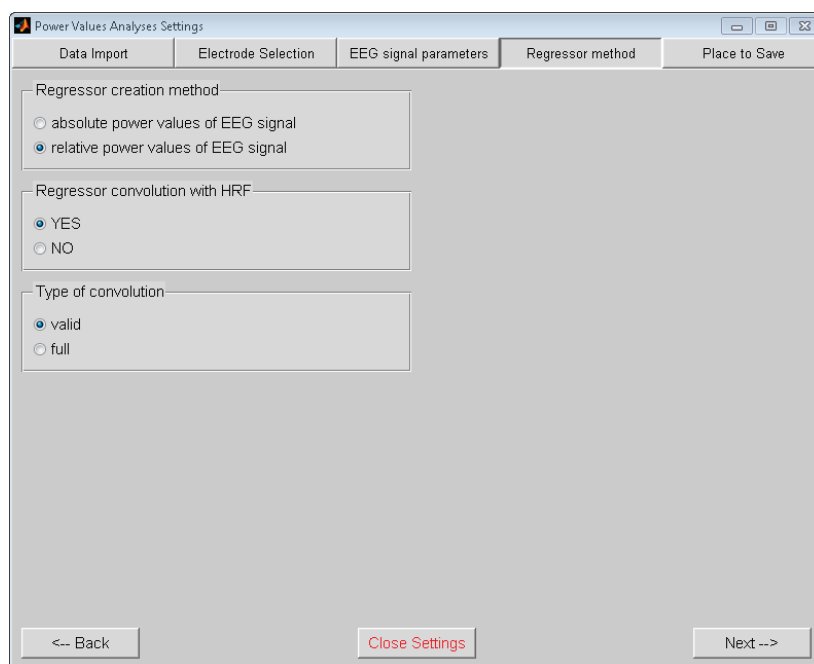 Power Values Analyses Settings
Data Import Electrode Selection EEG signal parameters Regressor method Place to Save
Regressor creation method
absolute power values of EEG signal
relative power values of EEG signal
Regressor convolution with HRF
YES
NO
Type of convolution
valid
full
<-- Back Close Settings Next -->